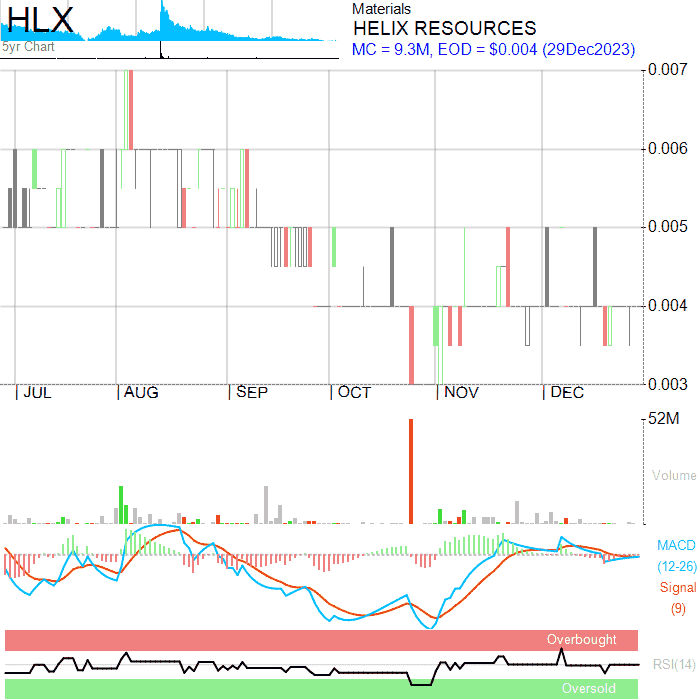 HLX
5yr Chart
Materials
HELIX RESOURCES
MC = 9.3M, EOD = $0.004 (29Dec2023)
0.007
0.006
0.005
0.004
0.003
JUL AUG SEP OCT NOV DEC
52M
Volume
MACD
(12-26)
Signal
(9)
Overbought
RSI(14)
Oversold